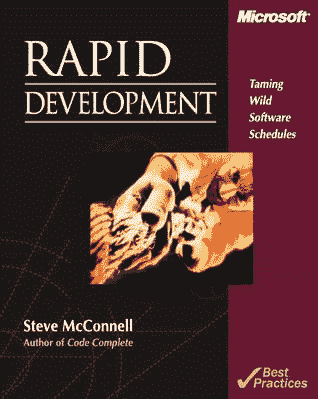 Microsoft®
RAPID
DEVELOPMENT
Taming
Wild
Software
Schedules
Steve McConnell
Author of Code Complete
Best
Practices